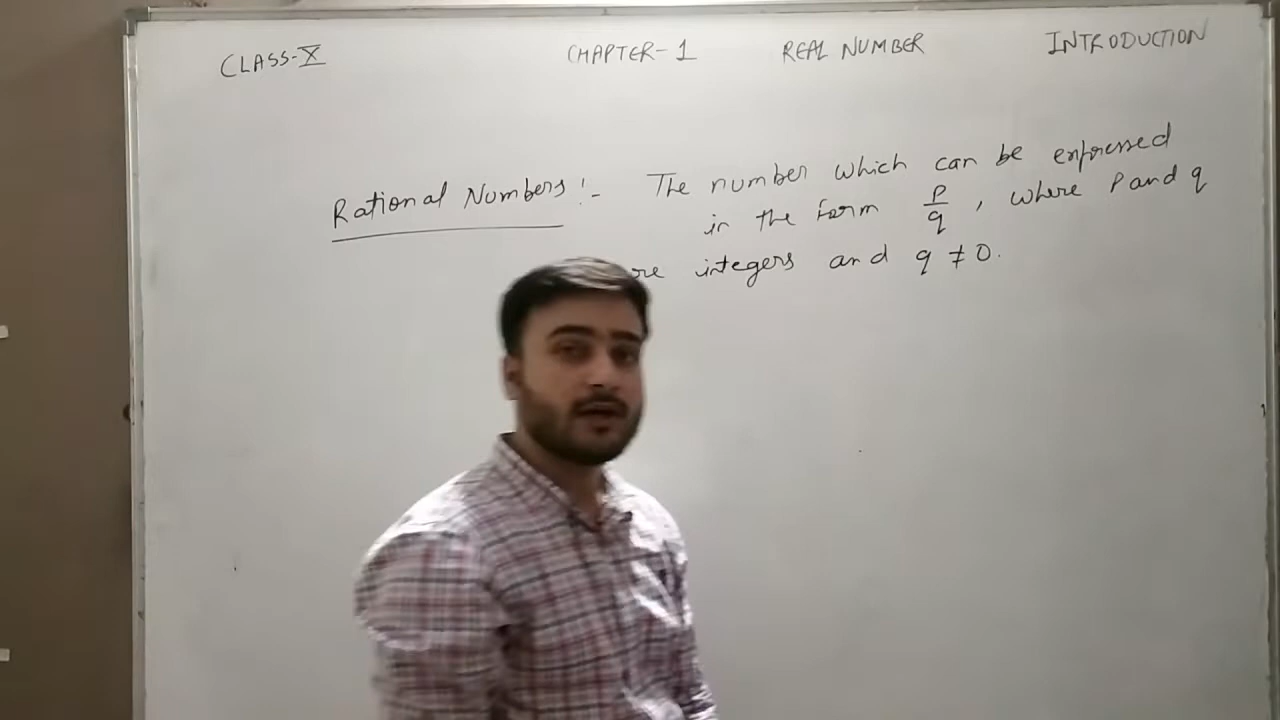 CLASS-X CHAPTER-1 REAL NUMBER INTRODUCTION
Rational Numbers:- The number which can be expressed
in the form p/q, where p and q
integers and q ≠ 0.